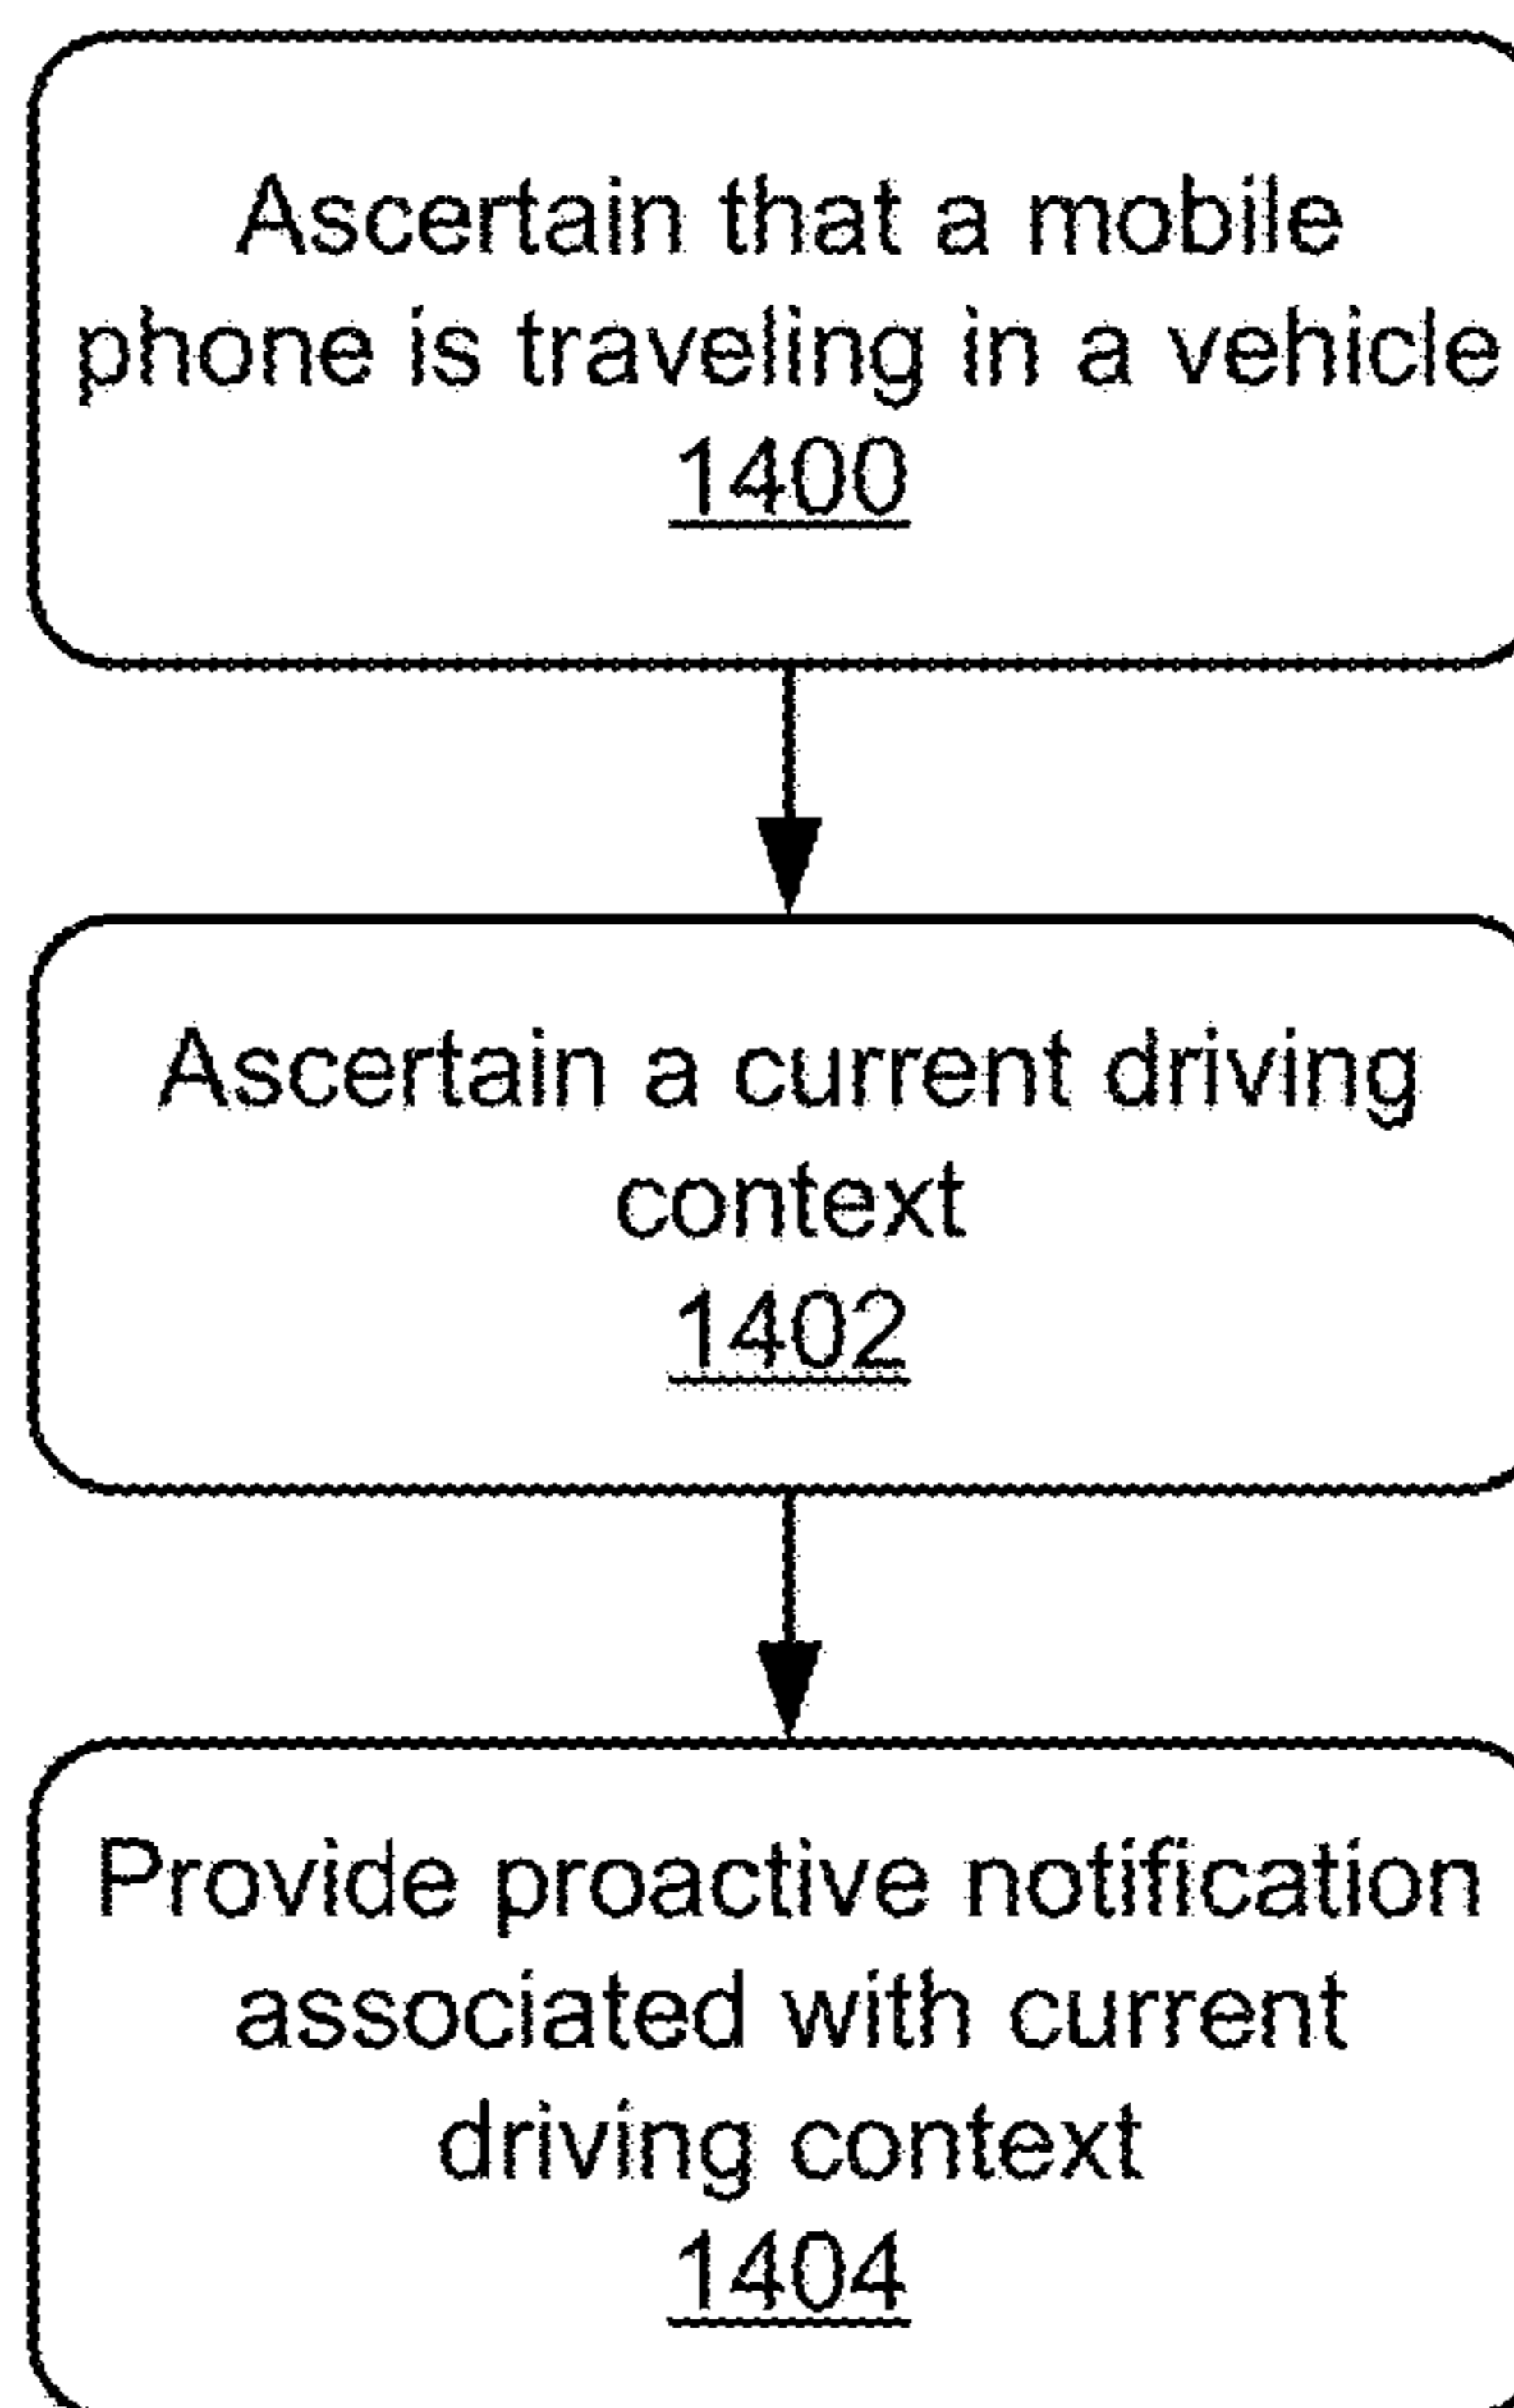 Ascertain that a mobile
phone is traveling in a vehicle
1400
Ascertain a current driving
context
1402
Provide proactive notification
associated with current
driving context
1404